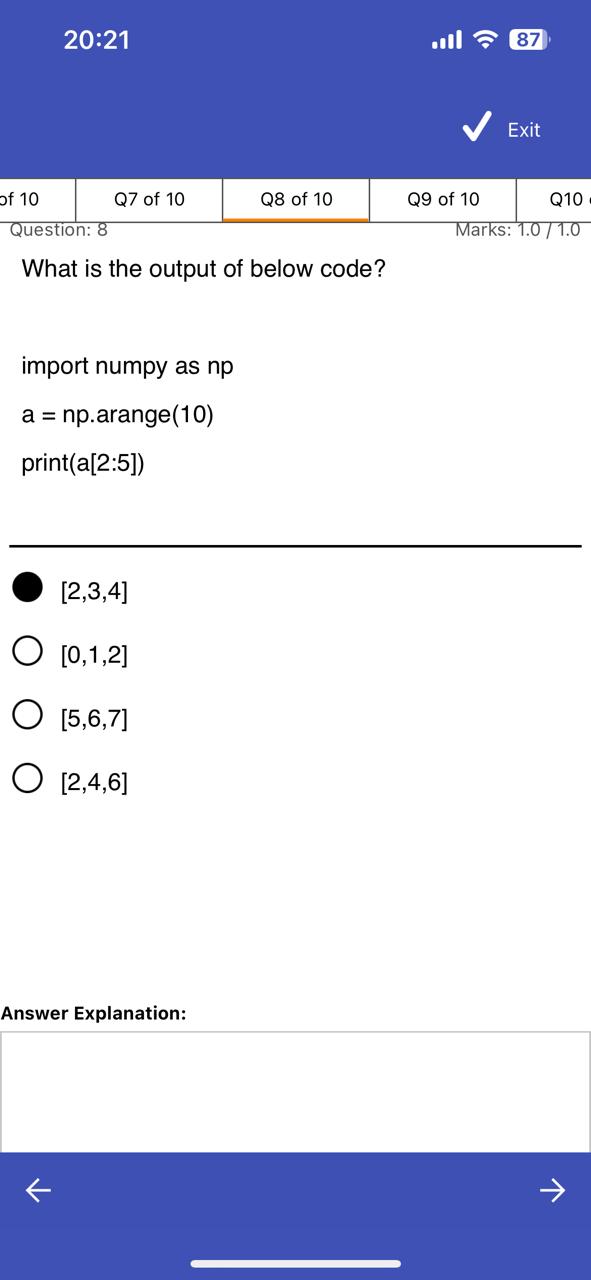 20:21
87
Exit
of 10
Q7 of 10
Q8 of 10
Q9 of 10
Q10
Question: 8
Marks: 1.0 / 1.0
What is the output of below code?
import numpy as np
a = np.arange(10)
print(a[2:5])
[2,3,4]
[0,1,2]
[5,6,7]
[2,4,6]
Answer Explanation: